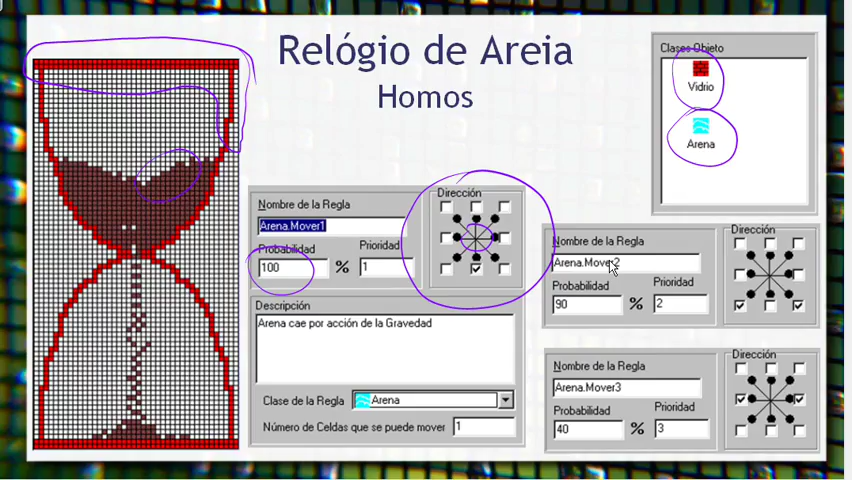 Relógio de Areia
Homos
Clases Objeto
Vidrio
Arena
Nombre de la Regla
Arena.Mover1
Probabilidad
100 %
Prioridad
1
Dirección
Descripción
Arena cae por acción de la Gravedad
Clase de la Regla
Arena
Número de Celdas que se puede mover
1
Nombre de la Regla
Arena.Mover2
Probabilidad
90 %
Prioridad
2
Dirección
Nombre de la Regla
Arena.Mover3
Probabilidad
40 %
Prioridad
3
Dirección